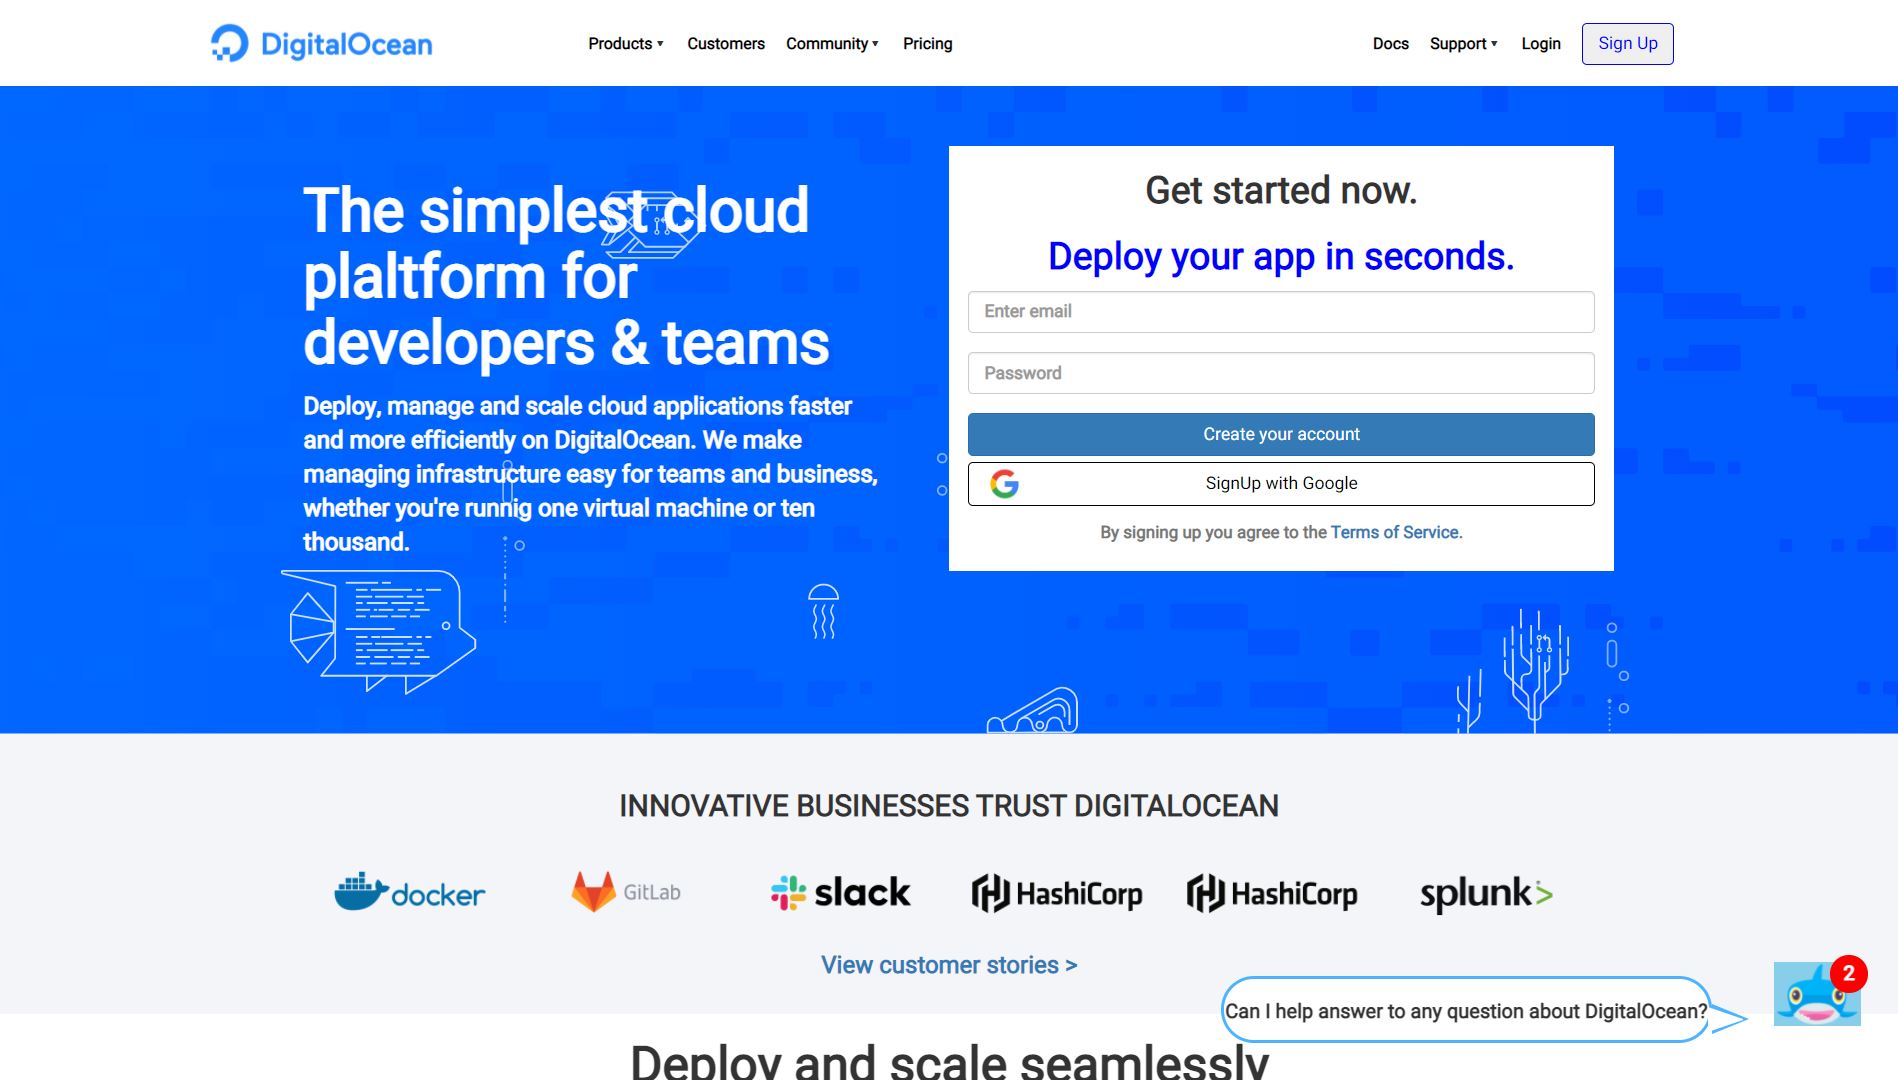 DigitalOcean
Products Customers Community Pricing
Docs Support Login Sign Up
The simplest cloud
plaltform for
developers & teams
Deploy, manage and scale cloud applications faster
and more efficiently on DigitalOcean. We make
managing infrastructure easy for teams and business,
whether you're runnig one virtual machine or ten
thousand.
Get started now.
Deploy your app in seconds.
Enter email
Password
Create your account
SignUp with Google
By signing up you agree to the Terms of Service.
INNOVATIVE BUSINESSES TRUST DIGITALOCEAN
docker GitLab slack HashiCorp HashiCorp splunk>
View customer stories >
2
Can I help answer to any question about DigitalOcean?
Deploy and scale seamlessly